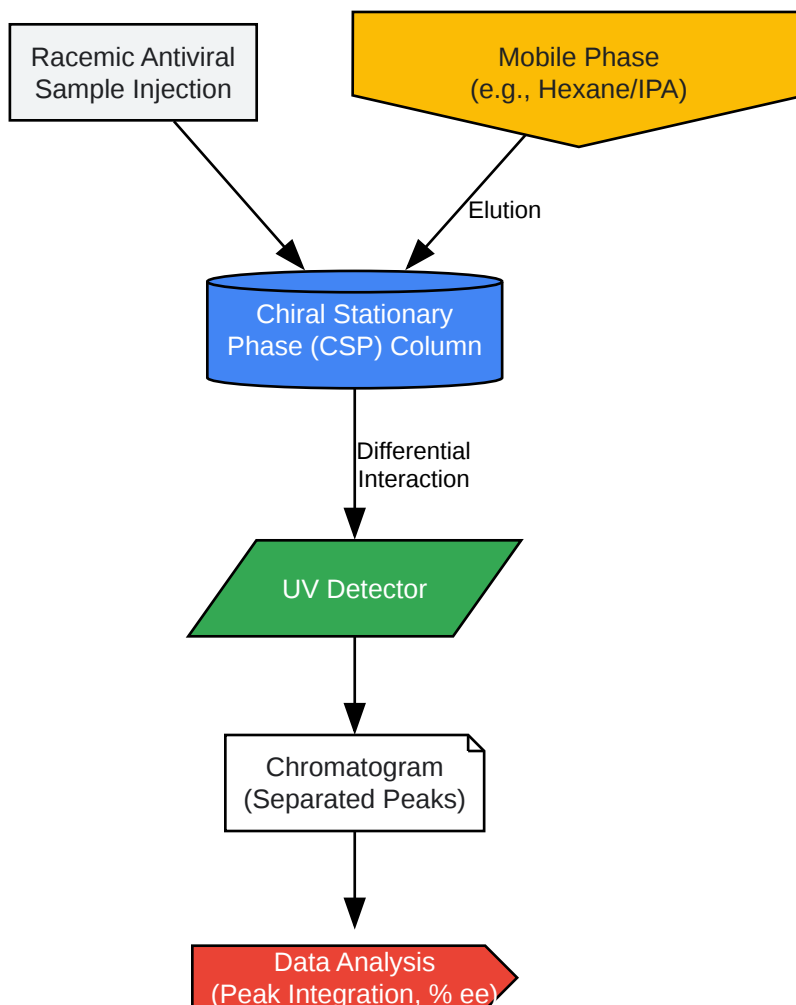 Racemic Antiviral
Sample Injection
Mobile Phase
(e.g., Hexane/IPA)
Elution
Chiral Stationary
Phase (CSP) Column
Differential
Interaction
UV Detector
Chromatogram
(Separated Peaks)
Data Analysis
(Peak Integration, % ee)